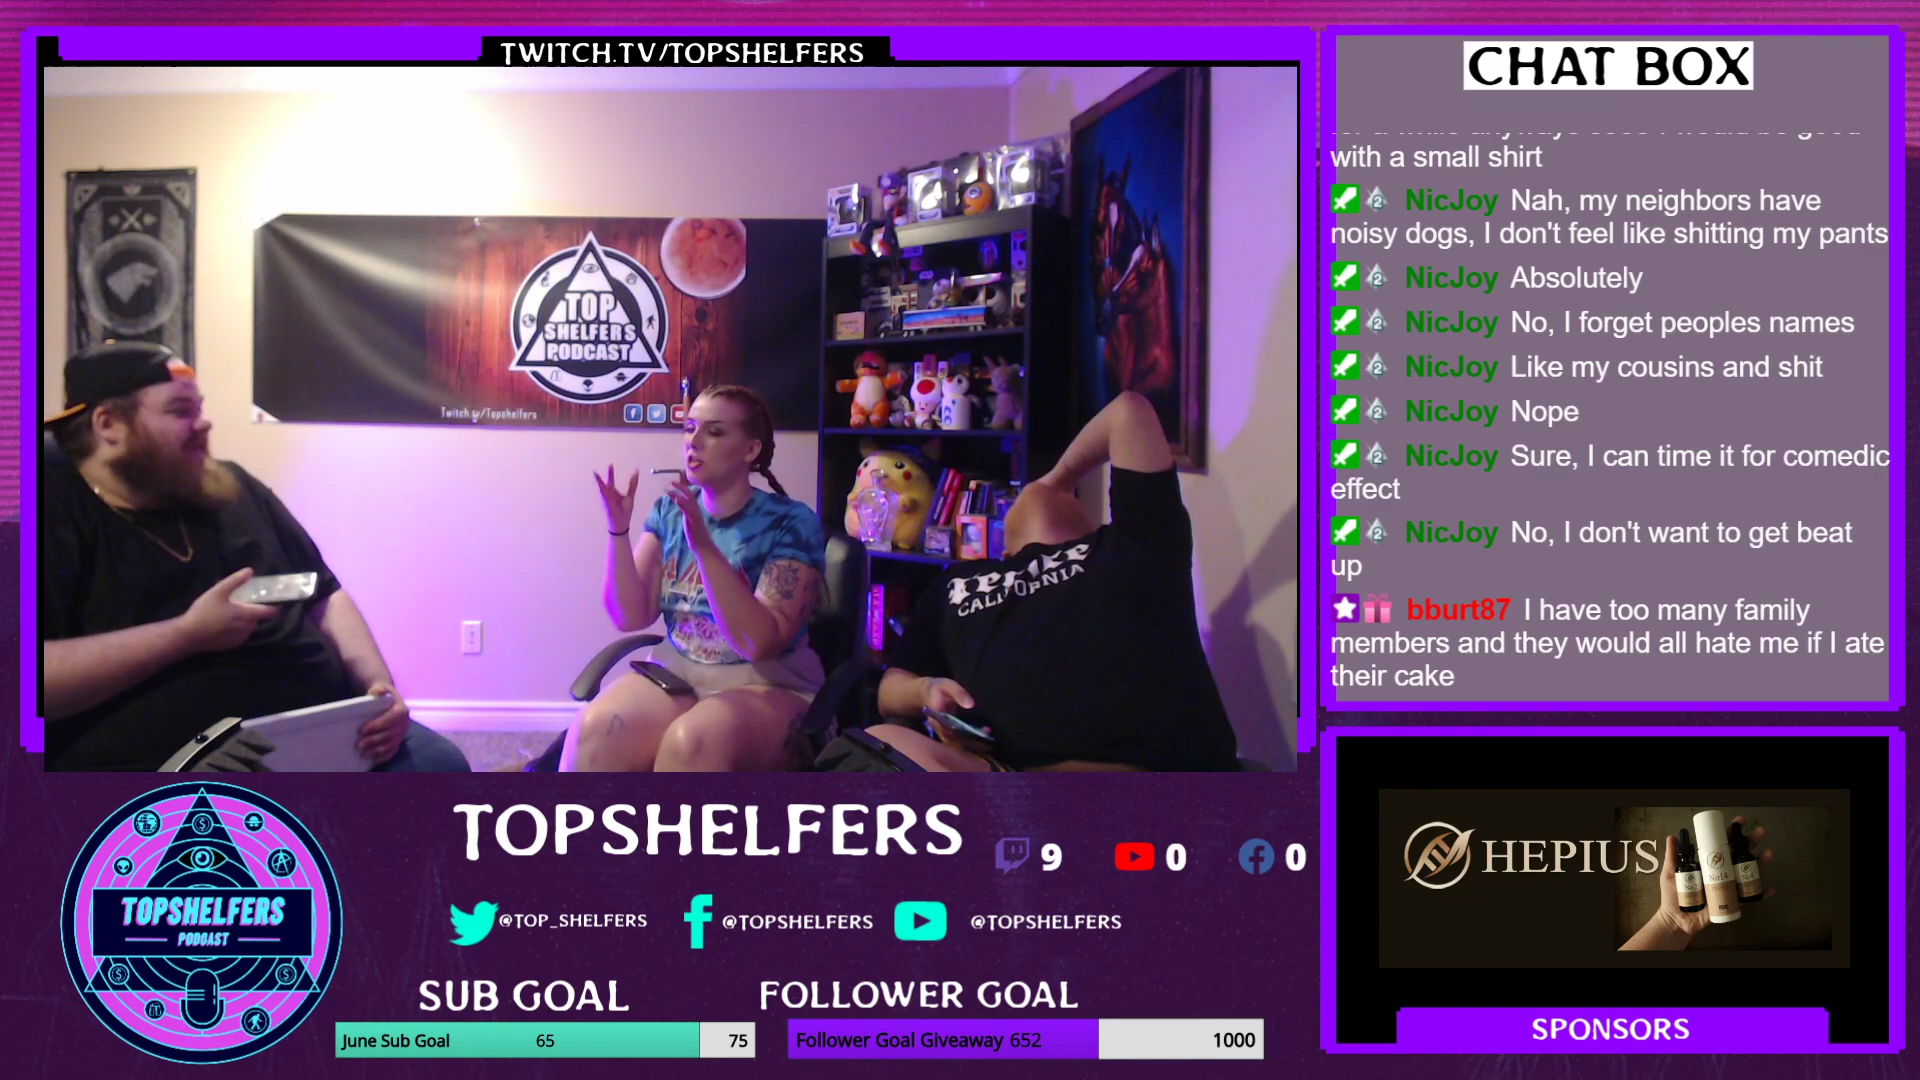 TWITCH.TV/TOPSHELFERS
CHAT BOX
with a small shirt
NicJoy Nah, my neighbors have
noisy dogs, I don't feel like shitting my pants
NicJoy Absolutely
NicJoy No, I forget peoples names
NicJoy Like my cousins and shit
NicJoy Nope
NicJoy Sure, I can time it for comedic
effect
NicJoy No, I don't want to get beat
up
bburt87 I have too many family
members and they would all hate me if I ate
their cake
TOP
SHELFERS
PODCAST
CALIFORNIA
TOPSHELFERS
9
0
0
@TOP_SHELFERS
@TOPSHELFERS
@TOPSHELFERS
TOPSHELFERS
PODCAST
SUB GOAL
June Sub Goal 65 75
FOLLOWER GOAL
Follower Goal Giveaway 652 1000
HEPIUS
No14
SPONSORS